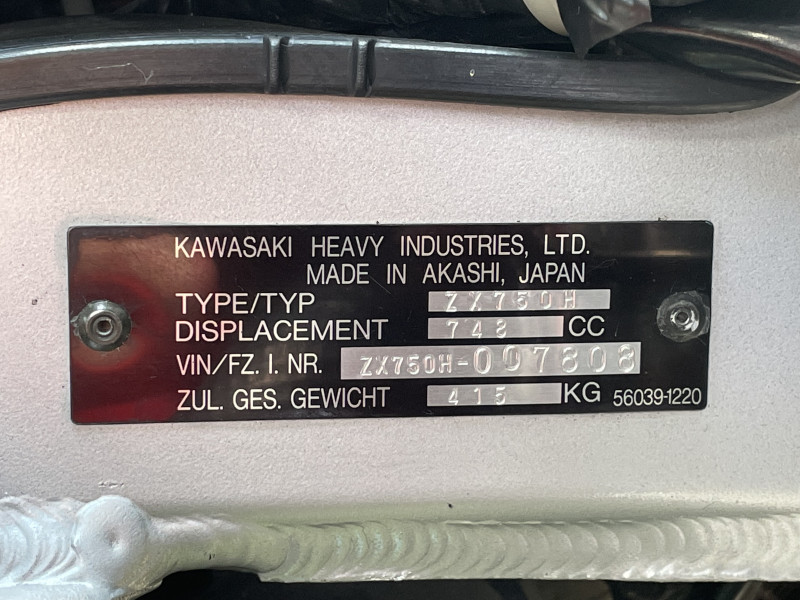 KAWASAKI HEAVY INDUSTRIES, LTD.
MADE IN AKASHI, JAPAN
TYPE/TYP ZX750H
DISPLACEMENT 748 CC
VIN/FZ. I. NR. ZX750H-007808
ZUL. GES. GEWICHT 415 KG 56039-1220